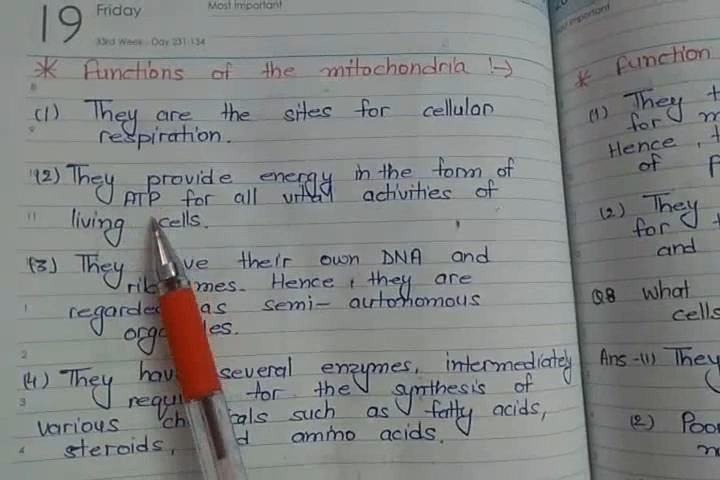 19 Friday Most Important
33rd Week - Day 231-134
* Functions of the mitochondria !→
(1) They are the sites for cellular
respiration.
(2) They provide energy in the form of
ATP for all vital activities of
living cells.
(3) They ve their own DNA and
rib mes. Hence, they are
regarded as semi-autonomous
orga les.
(4) They have several enzymes, intermediately
requi for the synthesis of
various ch cals such as fatty acids,
steroids, d amino acids.
* Function
(1) They
for m
Hence,
of
(2) They
for
and
Q8 What
cells
Ans-(1) They
(2) Poo